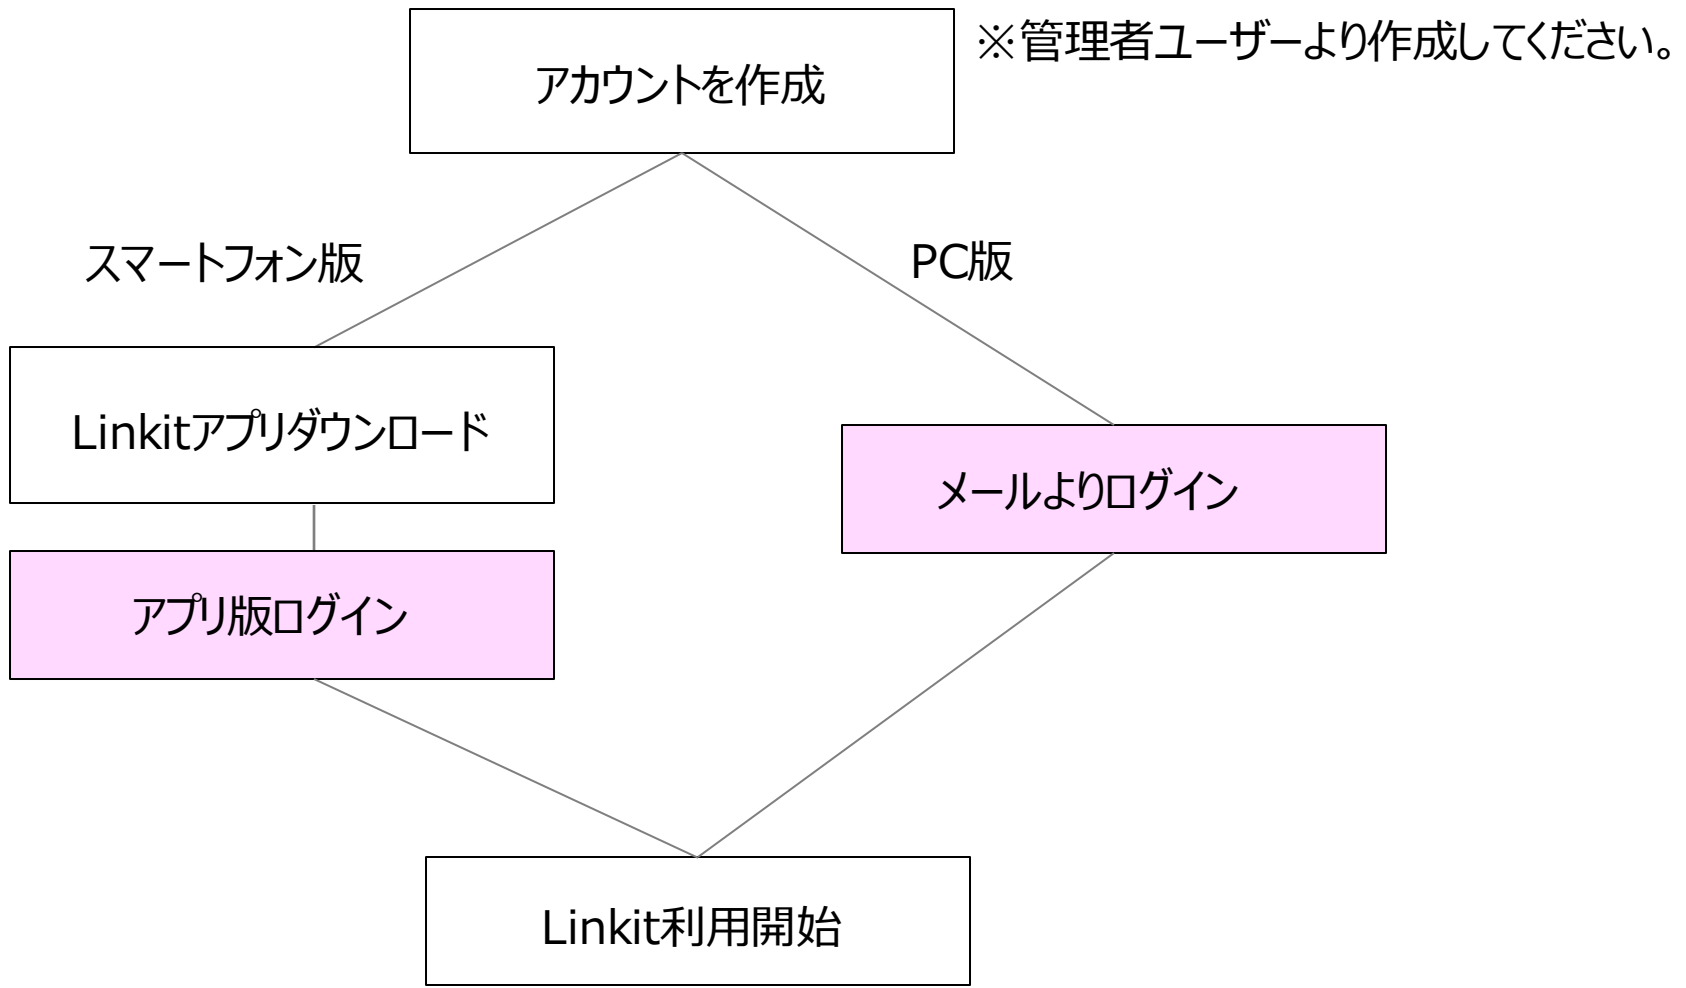 アカウントを作成
※管理者ユーザーより作成してください。
スマートフォン版
PC版
Linkitアプリダウンロード
メールよりログイン
アプリ版ログイン
Linkit利用開始